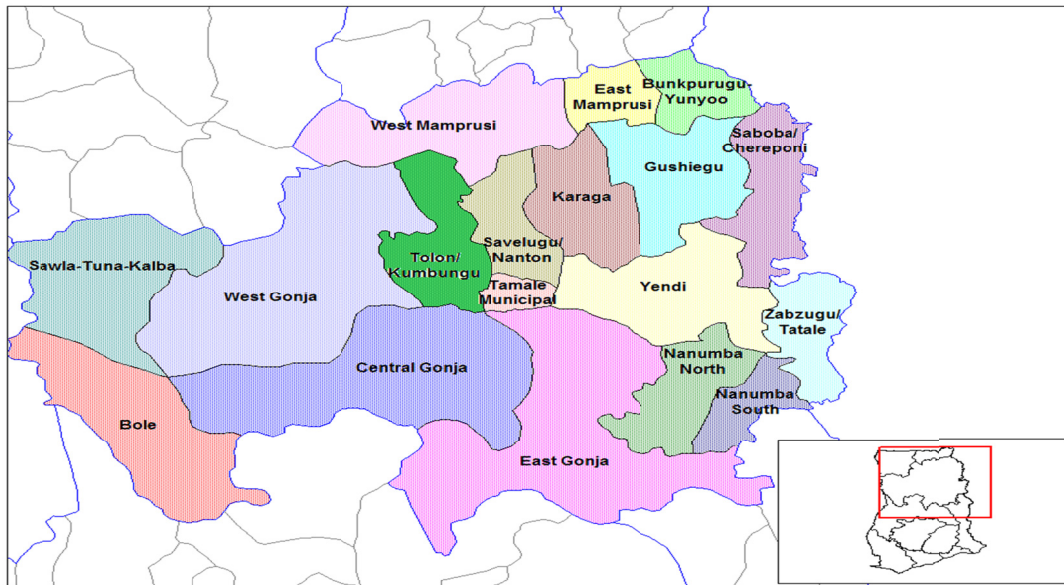 East
Mamprusi
Bunkpurugu-
Yunyoo
West Mamprusi
Saboba/
Chereponi
Gushiegu
Karaga
Savelugu/
Nanton
Tolon/
Kumbungu
Sawla-Tuna-Kalba
West Gonja
Tamale
Municipal
Yendi
Zabzugu/
Tatale
Nanumba
North
Central Gonja
Nanumba
South
Bole
East Gonja